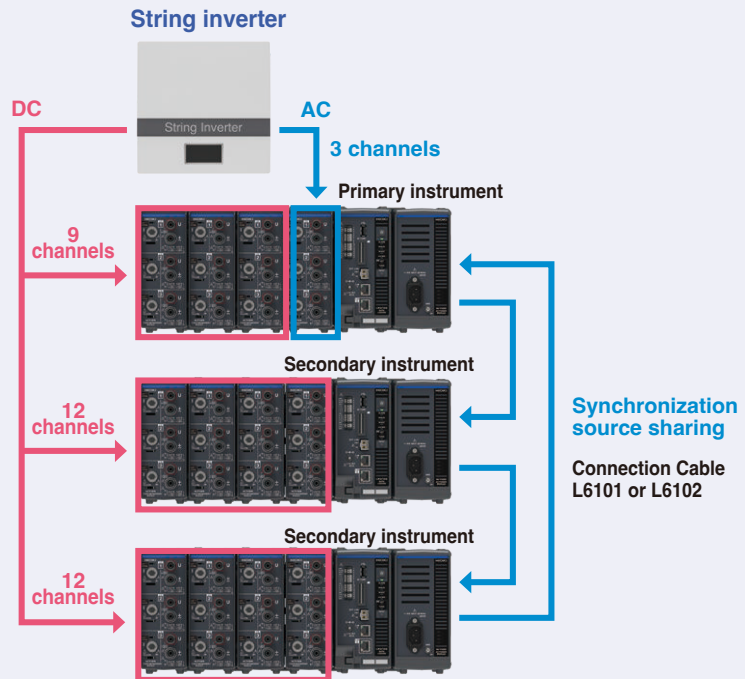 String inverter
DC
AC
String Inverter
3 channels
Primary instrument
9
channels
Secondary instrument
12
channels
Synchronization
source sharing
Connection Cable
L6101 or L6102
Secondary instrument
12
channels